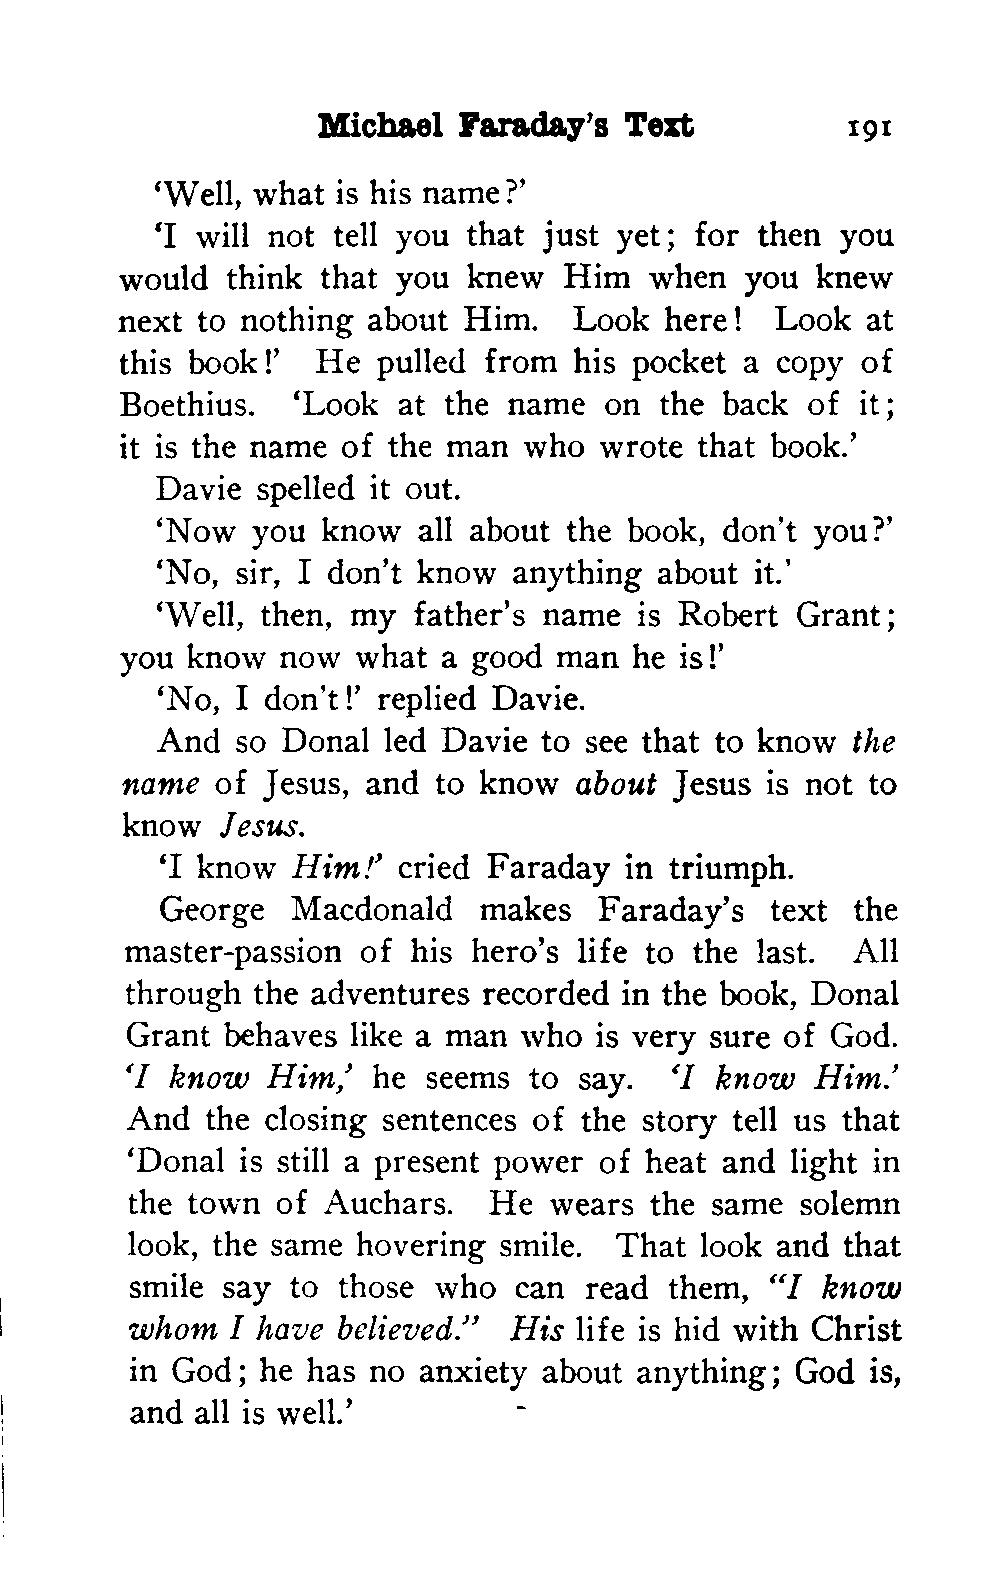 Michael Faraday's Text 191
'Well, what is his name?'
'I will not tell you that just yet; for then you
would think that you knew Him when you knew
next to nothing about Him. Look here! Look at
this book!' He pulled from his pocket a copy of
Boethius. 'Look at the name on the back of it;
it is the name of the man who wrote that book.'
Davie spelled it out.
'Now you know all about the book, don't you?'
'No, sir, I don't know anything about it.'
'Well, then, my father's name is Robert Grant;
you know now what a good man he is!'
'No, I don't!' replied Davie.
And so Donal led Davie to see that to know the
name of Jesus, and to know about Jesus is not to
know Jesus.
'I know Him!' cried Faraday in triumph.
George Macdonald makes Faraday's text the
master-passion of his hero's life to the last. All
through the adventures recorded in the book, Donal
Grant behaves like a man who is very sure of God.
'I know Him,' he seems to say. 'I know Him.'
And the closing sentences of the story tell us that
'Donal is still a present power of heat and light in
the town of Auchars. He wears the same solemn
look, the same hovering smile. That look and that
smile say to those who can read them, "I know
whom I have believed." His life is hid with Christ
in God; he has no anxiety about anything; God is,
and all is well.'